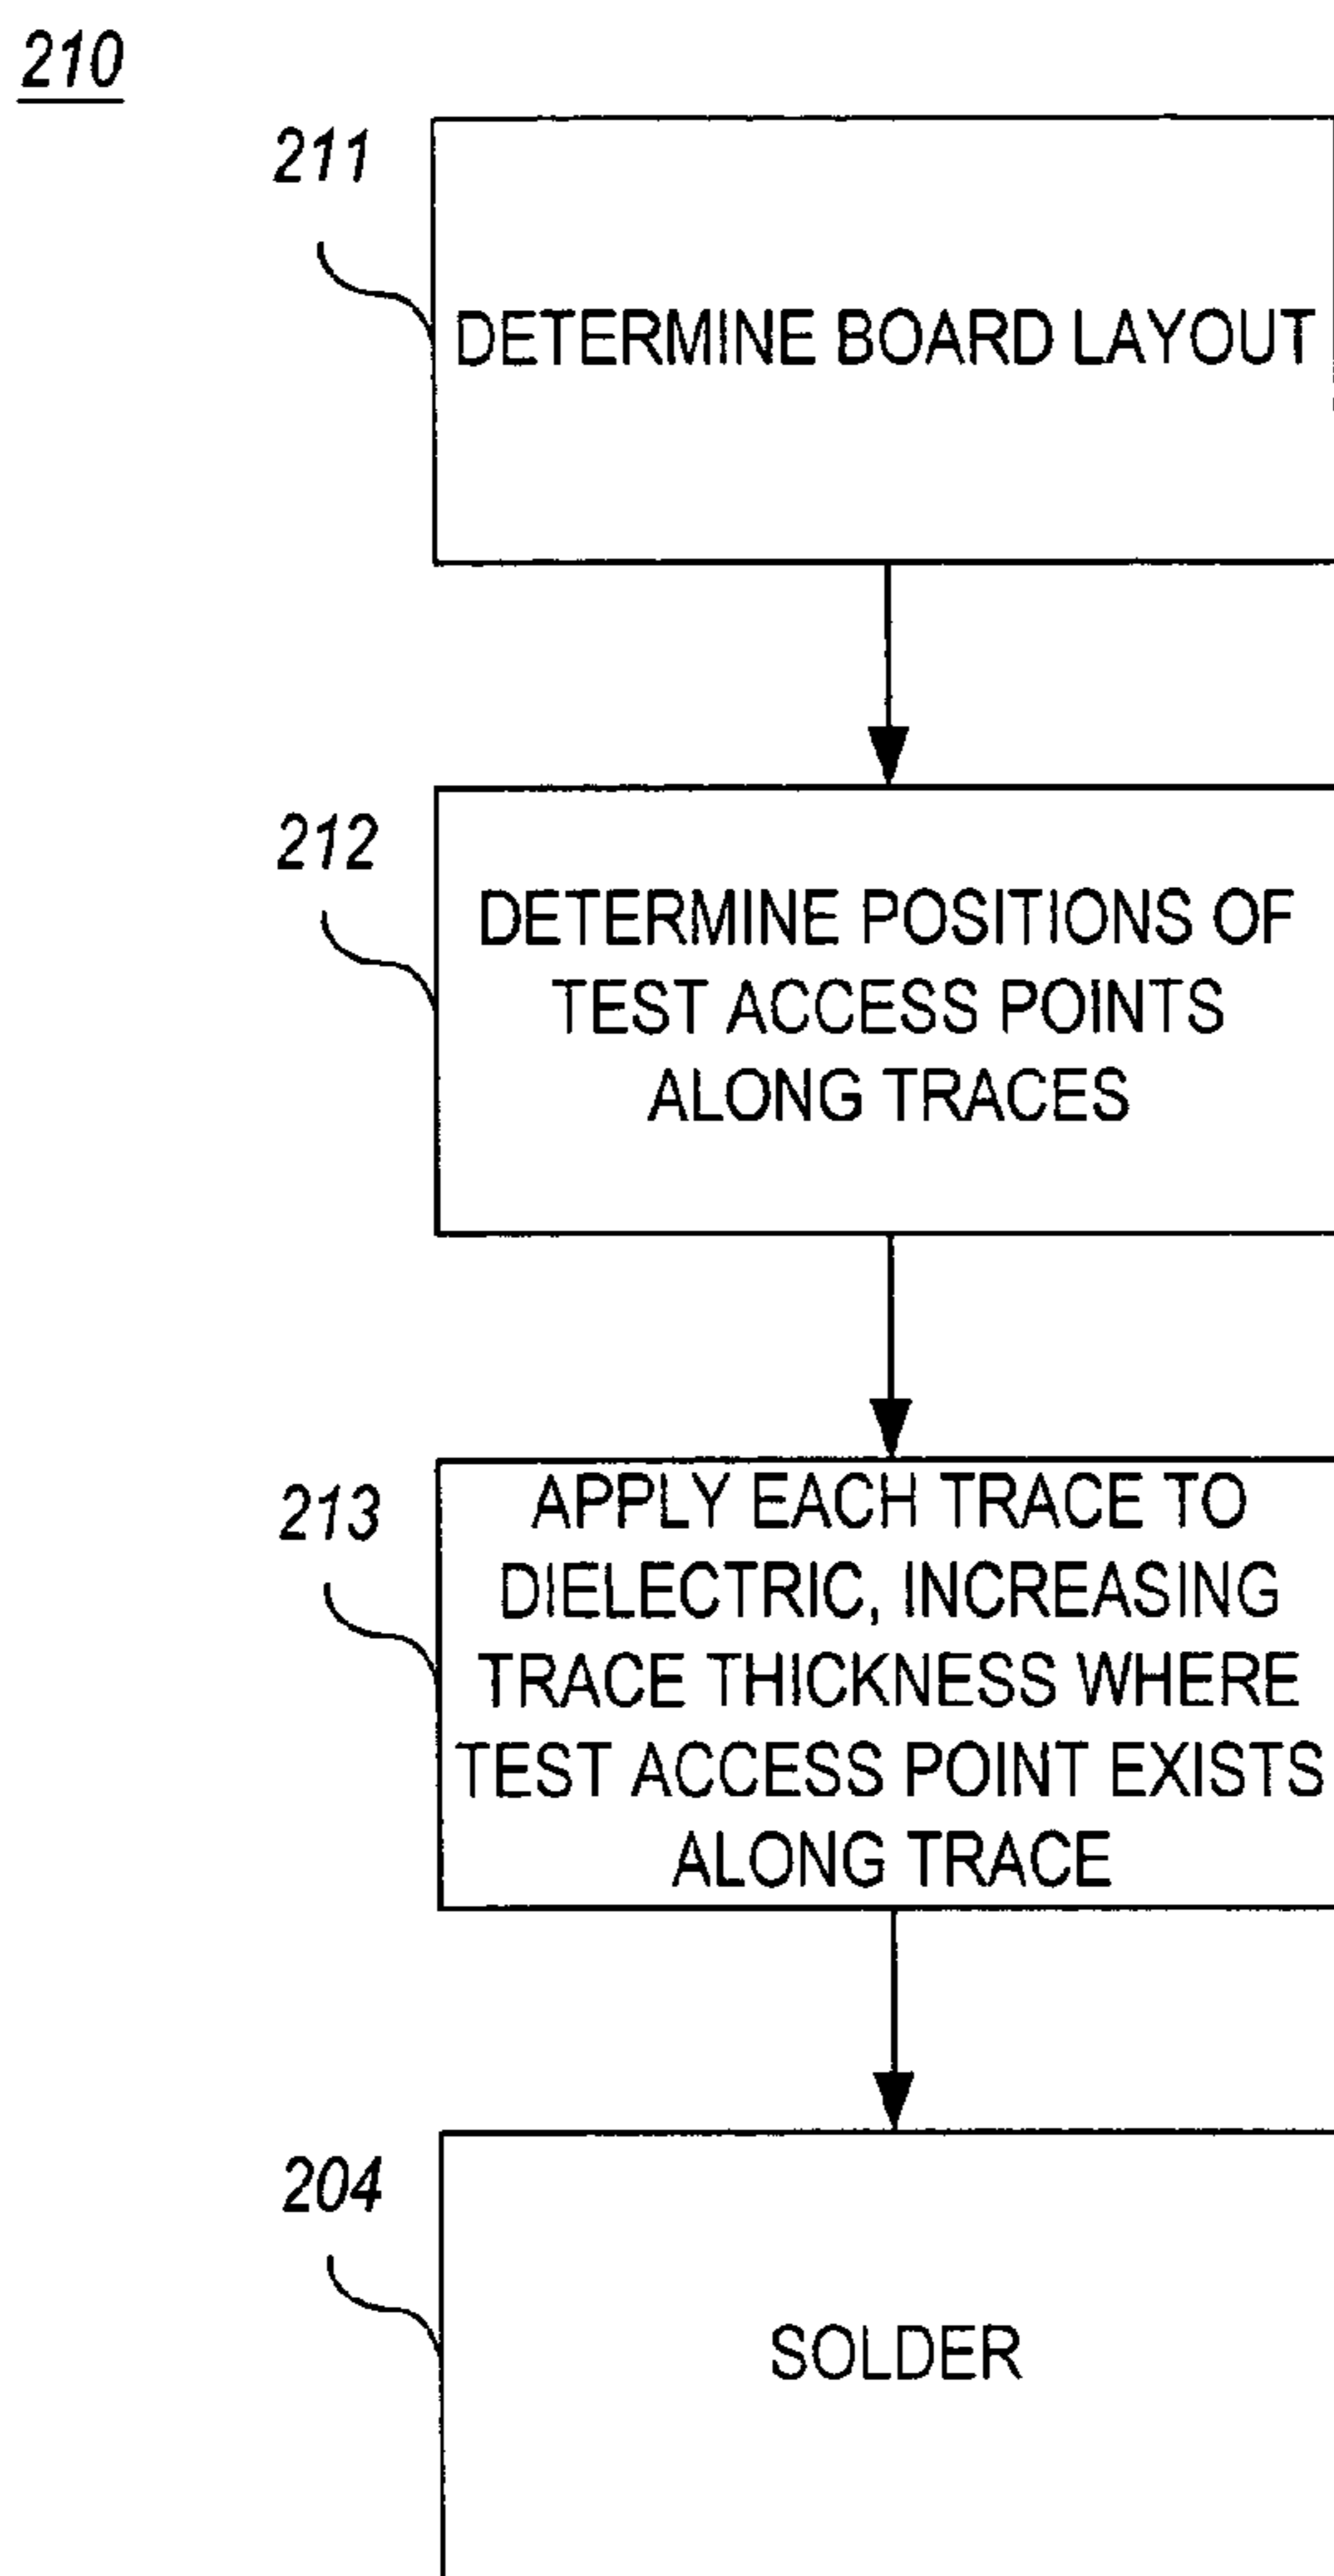 210
211
DETERMINE BOARD LAYOUT
212
DETERMINE POSITIONS OF
TEST ACCESS POINTS
ALONG TRACES
213
APPLY EACH TRACE TO
DIELECTRIC, INCREASING
TRACE THICKNESS WHERE
TEST ACCESS POINT EXISTS
ALONG TRACE
204
SOLDER